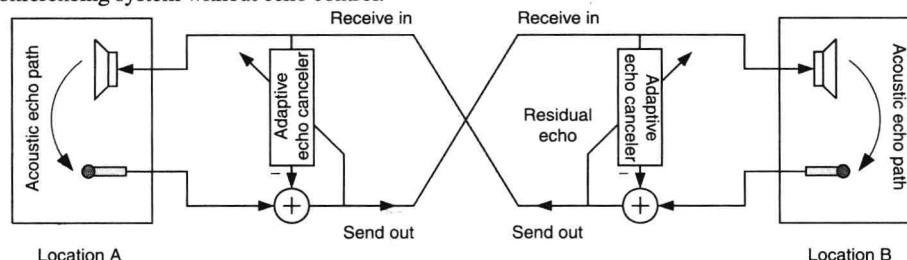 conferencing system without echo control.
Receive in
Receive in
Acoustic echo path
Adaptive
echo canceler
Residual
echo
Adaptive
echo canceler
Acoustic echo path
−
+
−
+
Send out
Send out
Location A
Location B